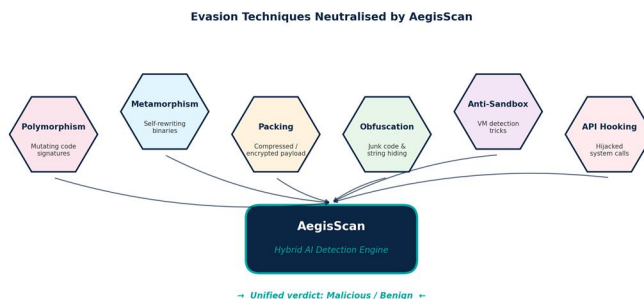 Evasion Techniques Neutralised by AegisScan
Polymorphism
Mutating code
signatures
Metamorphism
Self-rewriting
binaries
Packing
Compressed /
encrypted payload
Obfuscation
Junk code &
string hiding
Anti-Sandbox
VM detection
tricks
API Hooking
Hijacked
system calls
AegisScan
Hybrid AI Detection Engine
→ Unified verdict: Malicious / Benign ←